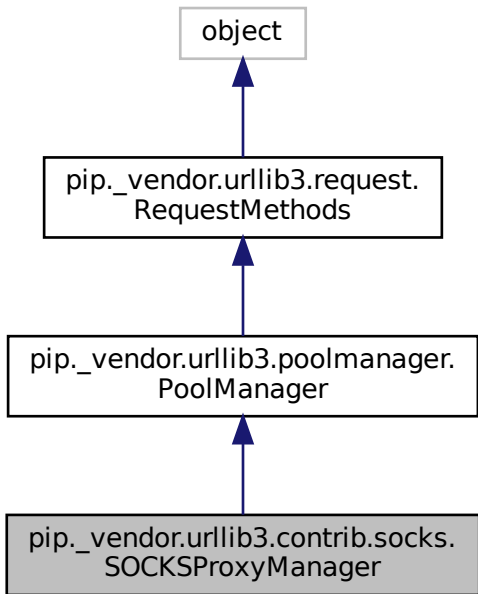 object
pip._vendor.urllib3.request.
RequestMethods
pip._vendor.urllib3.poolmanager.
PoolManager
pip._vendor.urllib3.contrib.socks.
SOCKSProxyManager